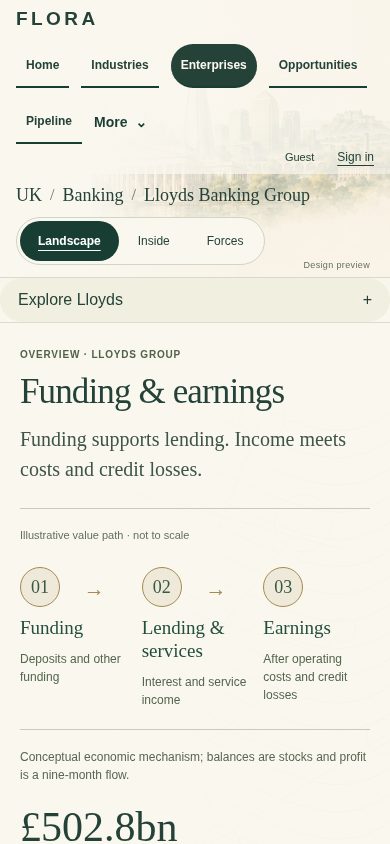 FLORA
Home Industries Enterprises Opportunities
Pipeline More ⌄
Guest Sign in
UK / Banking / Lloyds Banking Group
Landscape Inside Forces
Design preview
Explore Lloyds +
OVERVIEW · LLOYDS GROUP
Funding & earnings
Funding supports lending. Income meets
costs and credit losses.
Illustrative value path · not to scale
01 → 02 → 03
Funding Lending & Earnings
services
Deposits and other After operating
funding costs and credit
Interest and service losses
income
Conceptual economic mechanism; balances are stocks and profit
is a nine-month flow.
£502.8bn